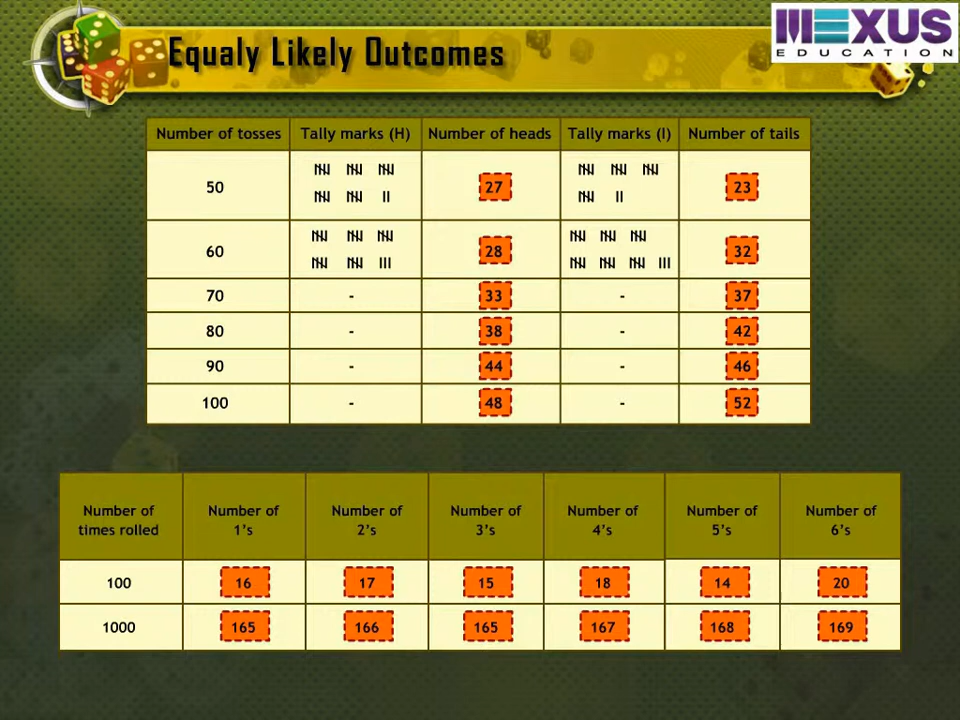 Equaly Likely Outcomes
MEXUS
EDUCATION
Number of tosses Tally marks (H) Number of heads Tally marks (I) Number of tails
50 27 23
60 28 32
70 - 33 - 37
80 - 38 - 42
90 - 44 - 46
100 - 48 - 52
Number of times rolled Number of 1's Number of 2's Number of 3's Number of 4's Number of 5's Number of 6's
100 16 17 15 18 14 20
1000 165 166 165 167 168 169